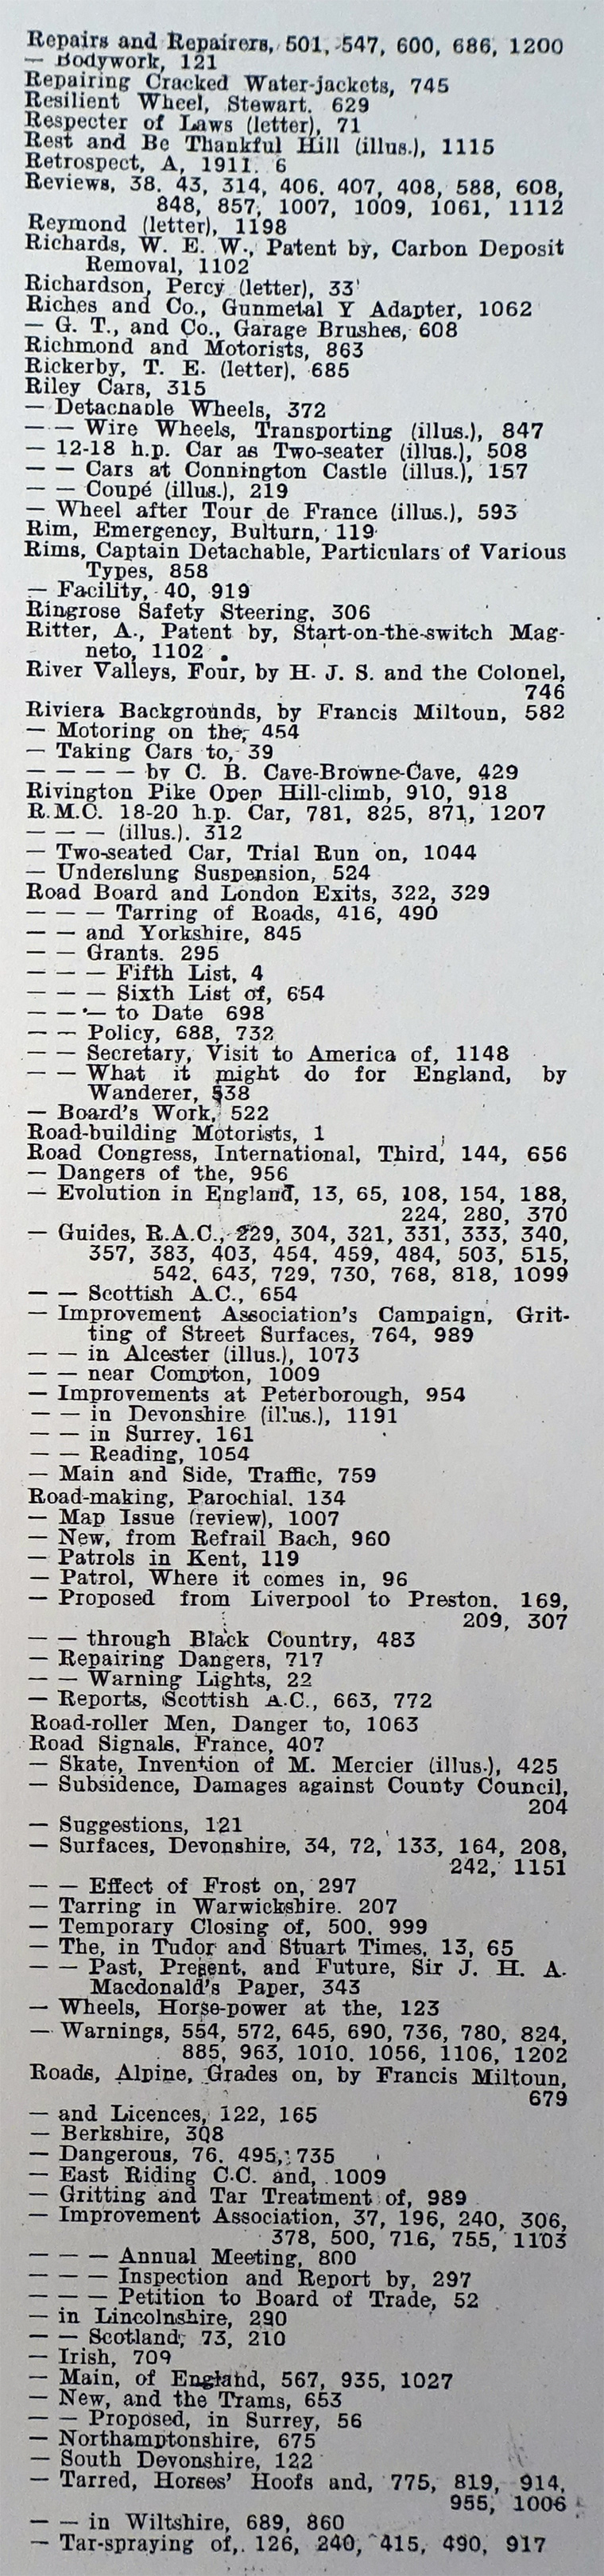 Repairs and Repairers, 501, 547, 600, 686, 1200
— Bodywork, 121
Repairing Cracked Water-jackets, 745
Resilient Wheel, Stewart. 629
Respecter of Laws (letter), 71
Rest and Be Thankful Hill (illus.), 1115
Retrospect, A, 1911. 6
Reviews, 38. 43, 314, 406. 407, 408, 588, 608,
848, 857, 1007, 1009, 1061, 1112
Reymond (letter), 1198
Richards, W. E. W., Patent by, Carbon Deposit
Removal, 1102
Richardson, Percy (letter), 33
Riches and Co., Gunmetal Y Adapter, 1062
— G. T., and Co., Garage Brushes, 608
Richmond and Motorists, 863
Rickerby, T. E. (letter), 685
Riley Cars, 315
— Detachable Wheels, 372
— — Wire Wheels, Transporting (illus.), 847
— 12-18 h.p. Car as Two-seater (illus.), 508
— — Cars at Connington Castle (illus.), 157
— — Coupé (illus.), 219
— Wheel after Tour de France (illus.), 593
Rim, Emergency, Bulturn, 119
Rims, Captain Detachable, Particulars of Various
Types, 858
— Facility, 40, 919
Ringrose Safety Steering, 306
Ritter, A., Patent by, Start-on-the-switch Mag-
neto, 1102
River Valleys, Four, by H. J. S. and the Colonel,
746
Riviera Backgrounds, by Francis Miltoun, 582
— Motoring on the, 454
— Taking Cars to, 39
— — — — by C. B. Cave-Browne-Cave, 429
Rivington Pike Open Hill-climb, 910, 918
R.M.C. 18-20 h.p. Car, 781, 825, 871, 1207
— — — (illus.). 312
— Two-seated Car, Trial Run on, 1044
— Underslung Suspension, 524
Road Board and London Exits, 322, 329
— — — Tarring of Roads, 416, 490
— — and Yorkshire, 845
— — Grants. 295
— — — Fifth List, 4
— — — Sixth List of, 654
— — — to Date 698
— — Policy, 688, 732
— — Secretary, Visit to America of, 1148
— — What it might do for England, by
Wanderer, 538
— Board's Work, 522
Road-building Motorists, 1
Road Congress, International, Third, 144, 656
— Dangers of the, 956
— Evolution in England, 13, 65, 108, 154, 188,
224, 280, 370
— Guides, R.A.C., 229, 304, 321, 331, 333, 340,
357, 383, 403, 454, 459, 484, 503, 515,
542, 643, 729, 730, 768, 818, 1099
— — Scottish A.C., 654
— Improvement Association's Campaign, Grit-
ting of Street Surfaces, 764, 989
— — in Alcester (illus.), 1073
— — near Compton, 1009
— Improvements at Peterborough, 954
— — in Devonshire (illus.), 1191
— — in Surrey. 161
— — Reading, 1054
— Main and Side, Traffic, 759
Road-making, Parochial. 134
— Map Issue (review), 1007
— New, from Refrail Bach, 960
— Patrols in Kent, 119
— Patrol, Where it comes in, 96
— Proposed from Liverpool to Preston. 169,
209, 307
— — through Black Country, 483
— Repairing Dangers, 717
— — Warning Lights, 22
— Reports, Scottish A.C., 663, 772
Road-roller Men, Danger to, 1063
Road Signals. France, 407
— Skate, Invention of M. Mercier (illus.), 425
— Subsidence, Damages against County Council,
204
— Suggestions, 121
— Surfaces, Devonshire, 34, 72, 133, 164, 208,
242, 1151
— — Effect of Frost on, 297
— Tarring in Warwickshire. 207
— Temporary Closing of, 500, 999
— The, in Tudor and Stuart Times, 13, 65
— — Past, Present, and Future, Sir J. H. A.
Macdonald's Paper, 343
— Wheels, Horse-power at the, 123
— Warnings, 554, 572, 645, 690, 736, 780, 824,
885, 963, 1010. 1056, 1106, 1202
Roads, Alpine, Grades on, by Francis Miltoun,
679
— and Licences, 122, 165
— Berkshire, 308
— Dangerous, 76. 495, 735
— East Riding C.C. and, 1009
— Gritting and Tar Treatment of, 989
— Improvement Association, 37, 196, 240, 306,
378, 500, 716, 755, 1103
— — — Annual Meeting, 800
— — — Inspection and Report by, 297
— — — Petition to Board of Trade, 52
— in Lincolnshire, 290
— — Scotland, 73, 210
— Irish, 709
— Main, of England, 567, 935, 1027
— New, and the Trams, 653
— — Proposed, in Surrey, 56
— Northamptonshire, 675
— South Devonshire, 122
— Tarred, Horses' Hoofs and, 775, 819, 914,
955, 1006
— — in Wiltshire, 689, 860
— Tar-spraying of, 126, 240, 415, 490, 917